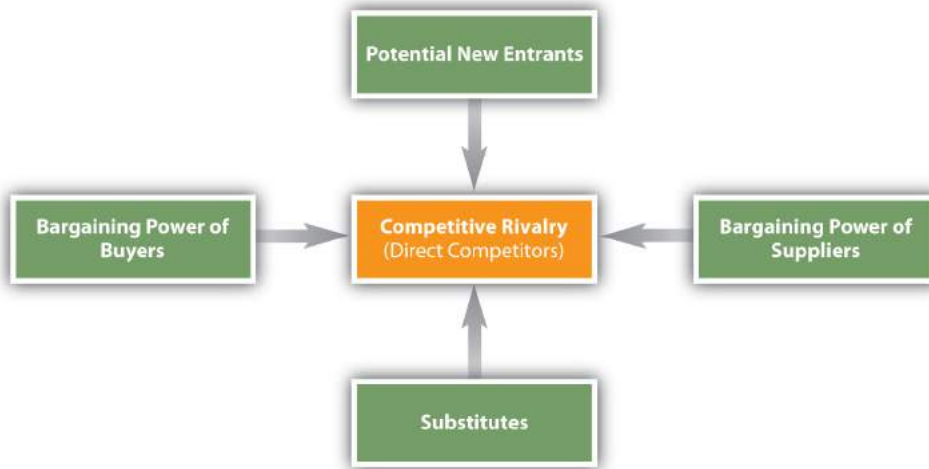 Potential New Entrants
Bargaining Power of
Buyers
Competitive Rivalry
(Direct Competitors)
Bargaining Power of
Suppliers
Substitutes